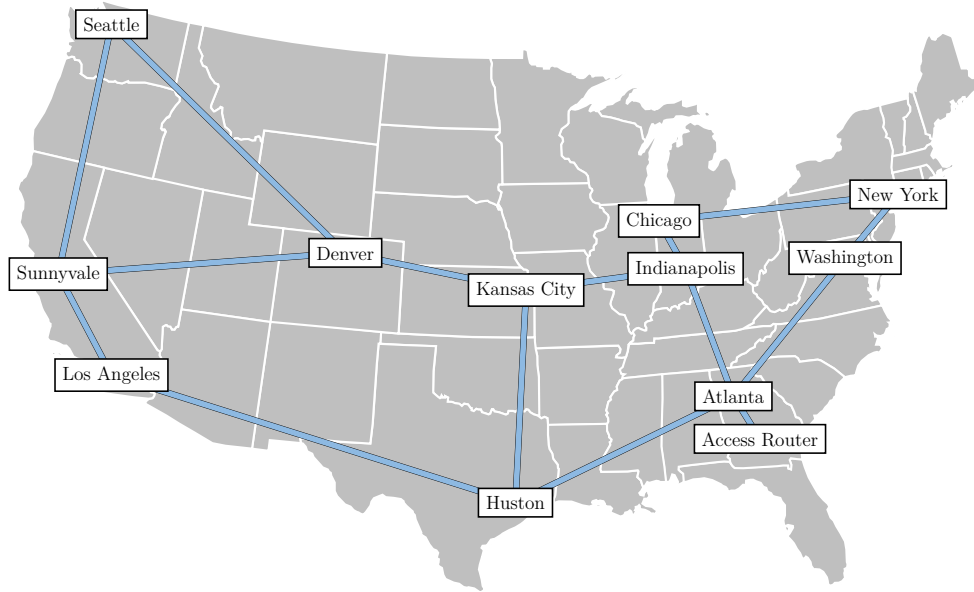 Seattle
New York
Chicago
Denver
Washington
Indianapolis
Sunnyvale
Kansas City
Los Angeles
Atlanta
Access Router
Huston